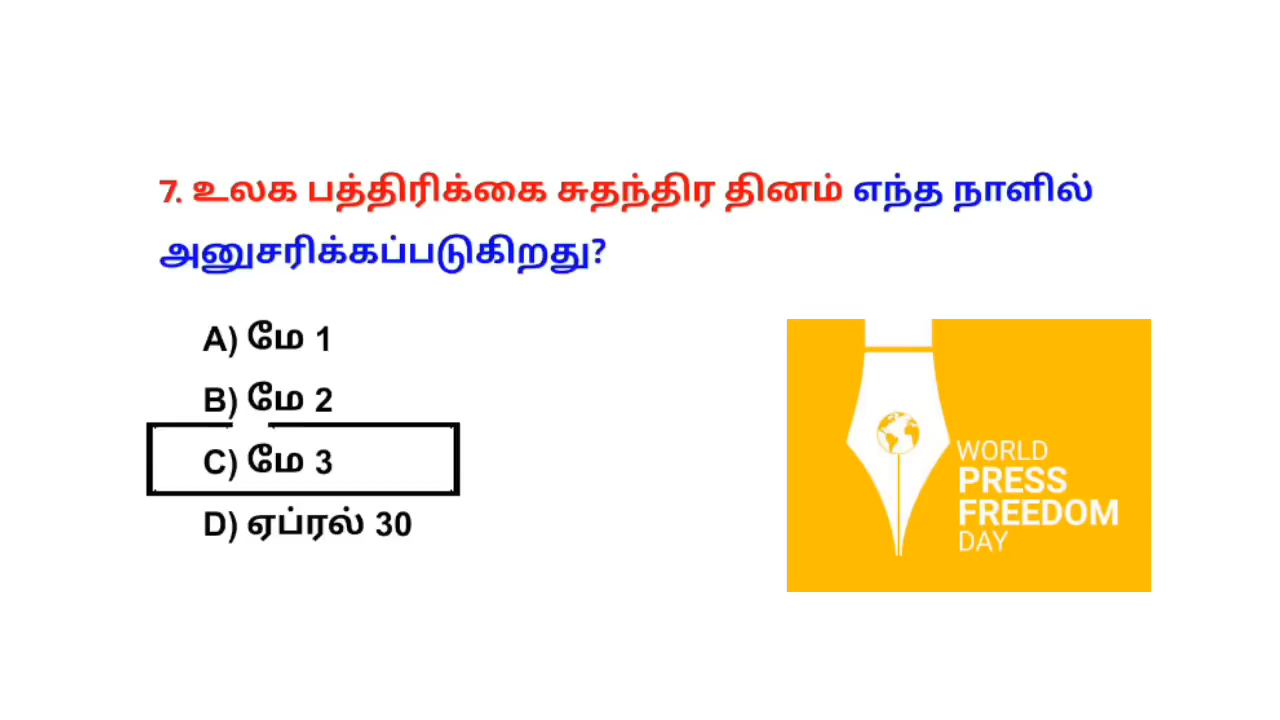 7. உலக பத்திரிக்கை சுதந்திர தினம் எந்த நாளில்
அனுசரிக்கப்படுகிறது?
A) மே 1
B) மே 2
C) மே 3
D) ஏப்ரல் 30
WORLD
PRESS
FREEDOM
DAY